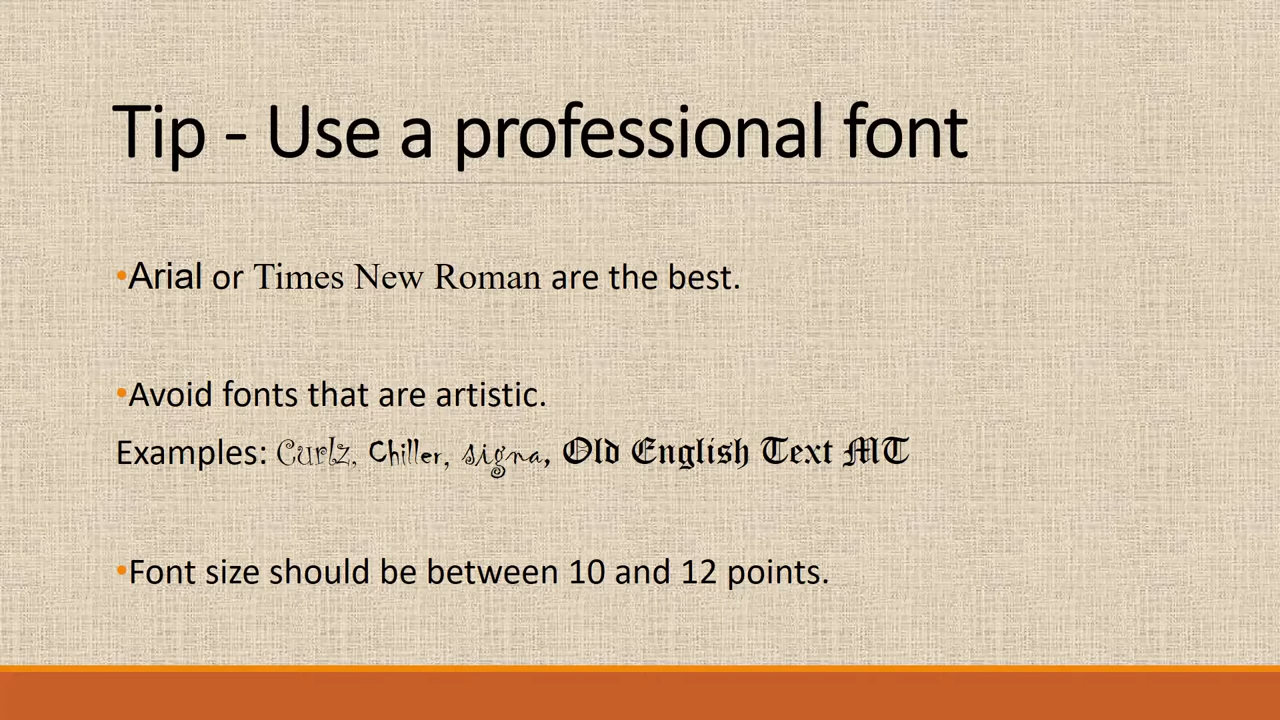 Tip - Use a professional font
•Arial or Times New Roman are the best.
•Avoid fonts that are artistic.
Examples: Curlz, Chiller, signa, Old English Text MT
•Font size should be between 10 and 12 points.